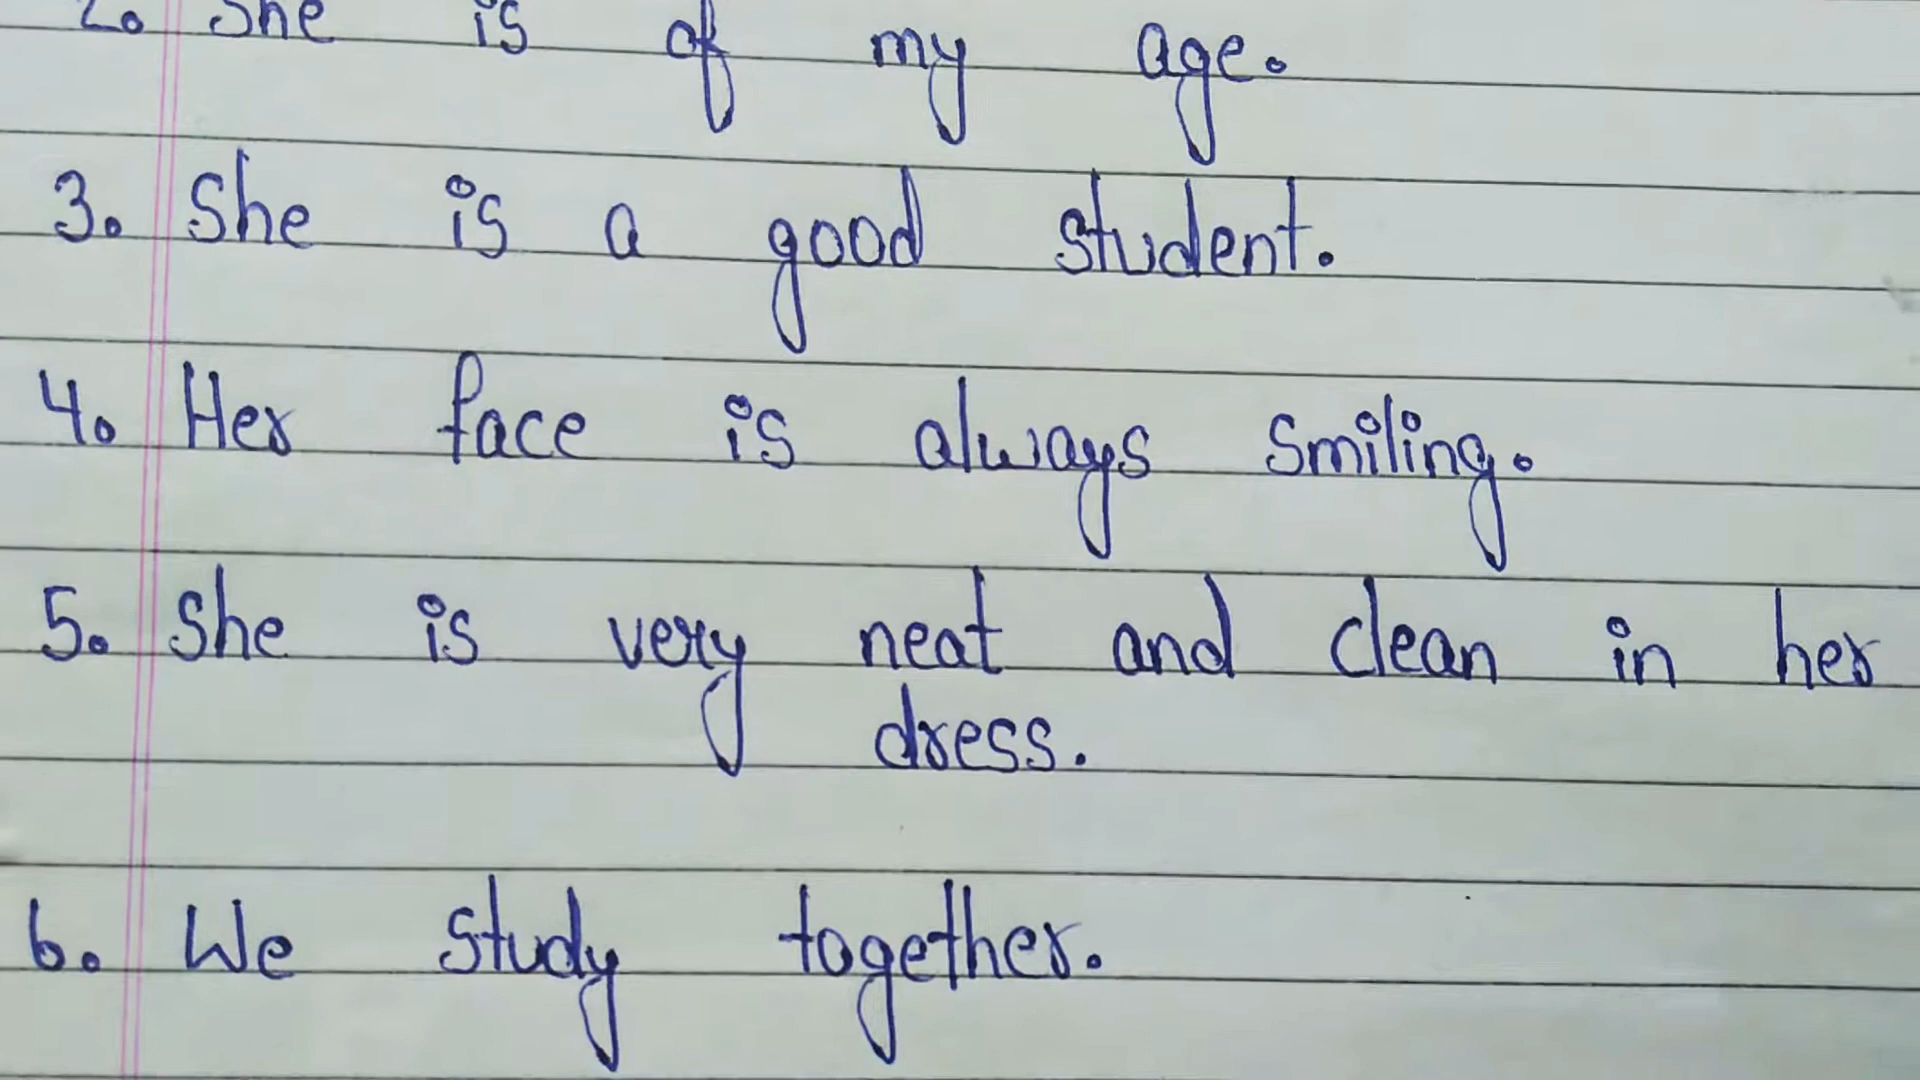 2. She is of my age.
3. She is a good student.
4. Her face is always smiling.
5. She is very neat and clean in her
dress.
6. We study together.